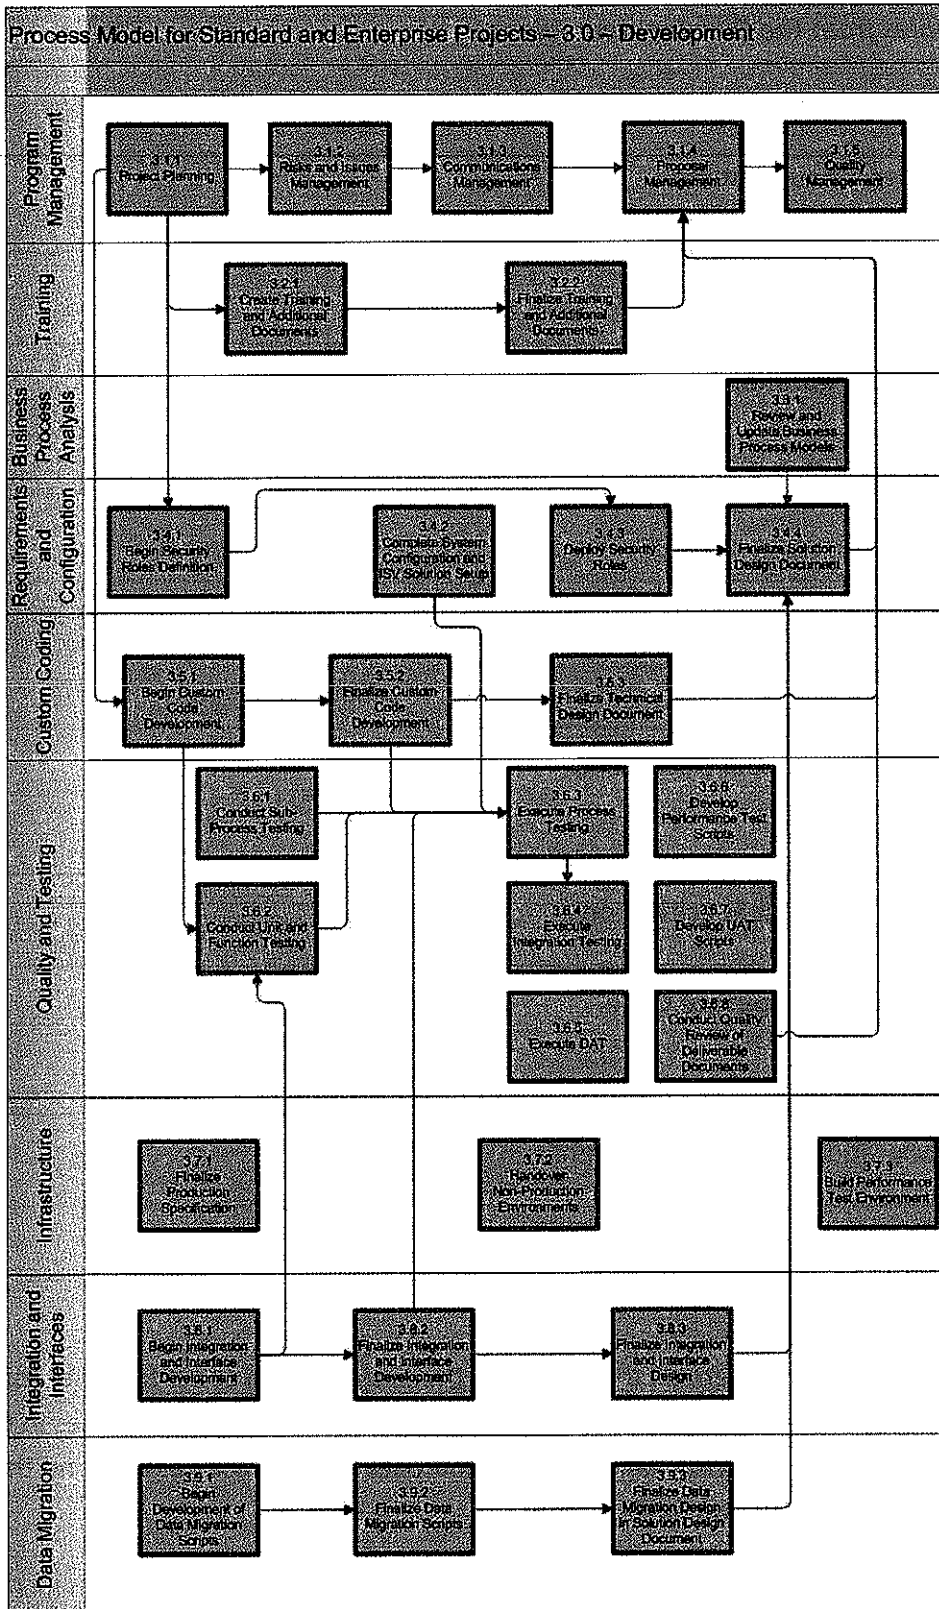 Process Model for Standard and Enterprise Projects – 3.0 – Development
Program
Management
3.1.1
Project Planning
3.1.2
Risks and Issues
Management
3.1.3
Communications
Management
3.1.4
Proposal
Management
3.1.5
Quality
Management
Training
3.2.1
Create Training
and Additional
Documents
3.2.2
Finalize Training
and Additional
Documents
Business
Process
Analysis
3.3.1
Review and
Update Business
Process Models
Requirements
and
Configuration
3.4.1
Begin Security
Roles Definition
3.4.2
Complete System
Configuration and
ISV Solution Setup
3.4.3
Deploy Security
Roles
3.4.4
Finalize Solution
Design Document
Custom Coding
3.5.1
Begin Custom
Code
Development
3.5.2
Finalize Custom
Code
Development
3.5.3
Finalize Technical
Design Document
Quality and Testing
3.6.1
Conduct Sub-
Process Testing
3.6.2
Conduct Unit and
Function Testing
3.6.3
Execute Process
Testing
3.6.4
Execute
Integration Testing
3.6.5
Execute DAT
3.6.6
Develop
Performance Test
Scripts
3.6.7
Develop UAT
Scripts
3.6.8
Conduct Quality
Review of
Deliverable
Documents
Infrastructure
3.7.1
Finalize
Production
Specification
3.7.2
Handover
Non-Production
Environments
3.7.3
Build Performance
Test Environment
Integration and
Interfaces
3.8.1
Begin Integration
and Interface
Development
3.8.2
Finalize Integration
and Interface
Development
3.8.3
Finalize Integration
and Interface
Design
Data Migration
3.9.1
Begin
Development of
Data Migration
Scripts
3.9.2
Finalize Data
Migration Scripts
3.9.3
Finalize Data
Migration Design
in Solution Design
Document